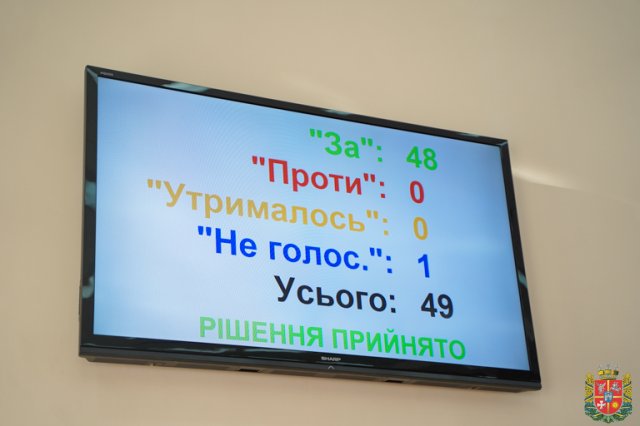 "За": 48
"Проти": 0
"Утрималось": 0
"Не голос.": 1
Усього: 49
РІШЕННЯ ПРИЙНЯТО
SHARP